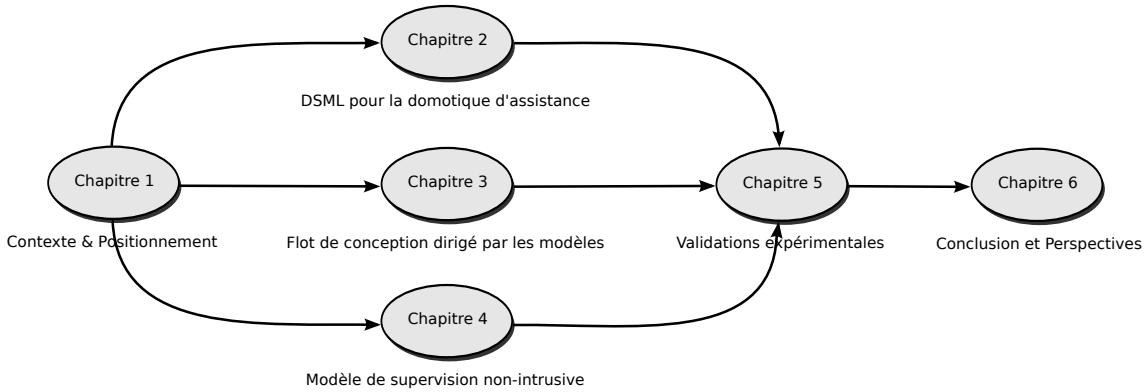 Chapitre 2
DSML pour la domotique d'assistance
Chapitre 1
Contexte & Positionnement
Chapitre 3
Flot de conception dirigé par les modèles
Chapitre 5
Validations expérimentales
Chapitre 6
Conclusion et Perspectives
Chapitre 4
Modèle de supervision non-intrusive